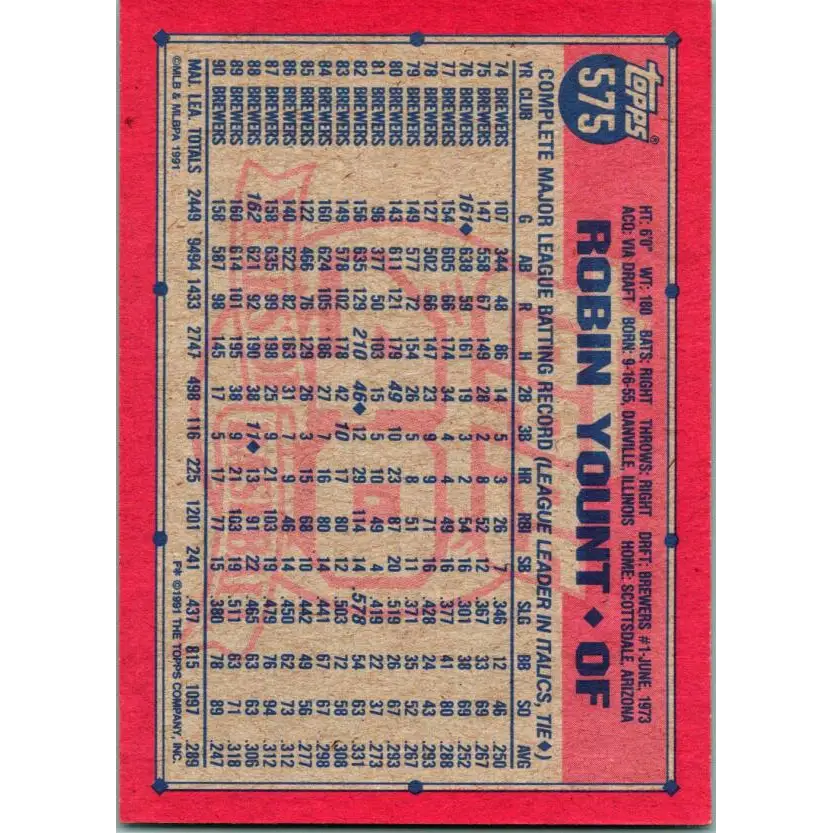 topps®
575
HT: 6'0" WT: 180 BATS: RIGHT THROWS: RIGHT DRFT: BREWERS #1-JUNE, 1973
ACQ: VIA DRAFT BORN: 9-16-55, DANVILLE, ILLINOIS HOME: SCOTTSDALE, ARIZONA
ROBIN YOUNT ♦ OF
COMPLETE MAJOR LEAGUE BATTING RECORD (LEAGUE LEADER IN ITALICS, TIE♦)
YR CLUB G AB R H 2B 3B HR RBI SB SLG BB SO AVG
74 BREWERS 107 344 48 86 14 5 3 26 7 .346 12 46 .250
75 BREWERS 147 558 67 149 28 2 8 52 12 .367 33 69 .267
76 BREWERS 161♦ 638 59 161 19 3 2 54 16 .301 38 69 .252
77 BREWERS 154 605 66 174 34 4 4 49 16 .377 41 80 .288
78 BREWERS 127 502 66 147 23 9 9 71 16 .428 24 43 .293
79 BREWERS 149 577 72 154 26 5 8 51 11 .371 35 52 .267
80 BREWERS 143 611 121 179 49 10 23 87 20 .519 26 67 .293
81 BREWERS 96 377 50 103 15 5 10 49 4 .419 22 37 .273
82 BREWERS 156 635 129 210 46♦ 12 29 114 14 .578 54 63 .331
83 BREWERS 149 578 102 178 42 10 17 80 12 .503 72 58 .308
84 BREWERS 160 624 105 186 27 7 16 80 14 .441 67 67 .298
85 BREWERS 122 466 76 129 26 3 15 68 10 .442 49 56 .277
86 BREWERS 140 522 82 163 31 7 9 46 14 .450 62 73 .312
87 BREWERS 158 635 99 198 25 9 21 103 19 .479 76 94 .312
88 BREWERS 162 621 92 190 38 11♦ 13 91 22 .465 63 63 .306
89 BREWERS 160 614 101 195 38 9 21 103 19 .511 63 71 .318
90 BREWERS 158 587 98 145 17 5 17 77 15 .380 78 89 .247
MAJ. LEA. TOTALS 2449 9494 1433 2747 498 116 225 1201 241 .437 815 1097 .289
©MLB & MLBPA 1991 F* ©1991 THE TOPPS COMPANY, INC.